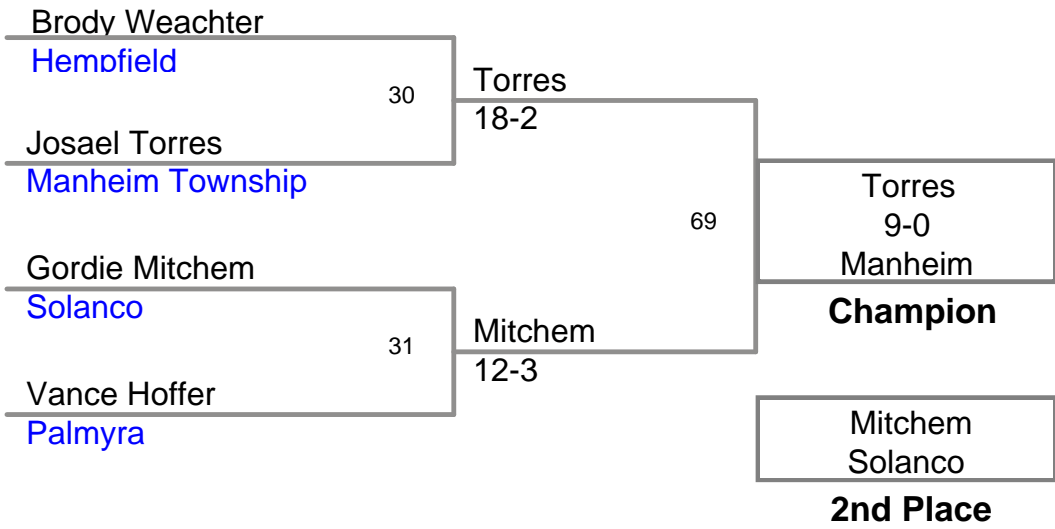 Brody Weachter
Hempfield
30
Torres
18-2
Josael Torres
Manheim Township
69
Torres
9-0
Manheim
Champion
Gordie Mitchem
Solanco
31
Mitchem
12-3
Vance Hoffer
Palmyra
Mitchem
Solanco
2nd Place